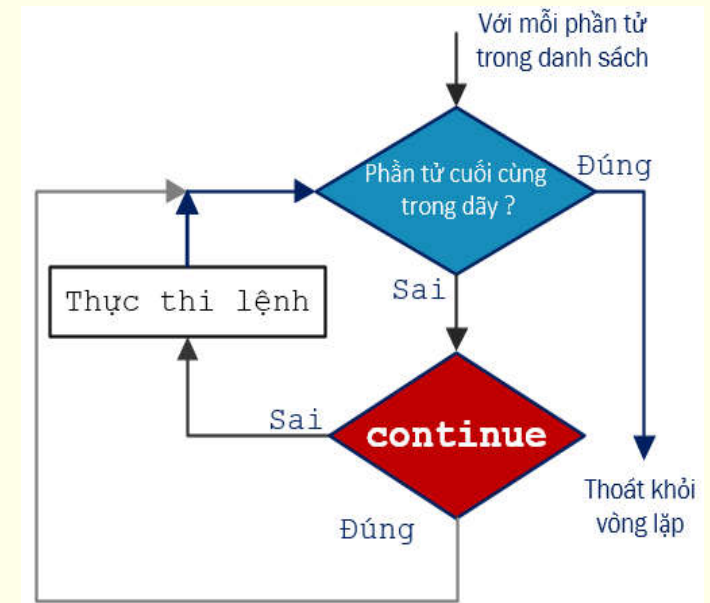 Với mỗi phần tử
trong danh sách
Phần tử cuối cùng
trong dãy ?
Đúng
Sai
Thực thi lệnh
Sai
continue
Đúng
Thoát khỏi
vòng lặp